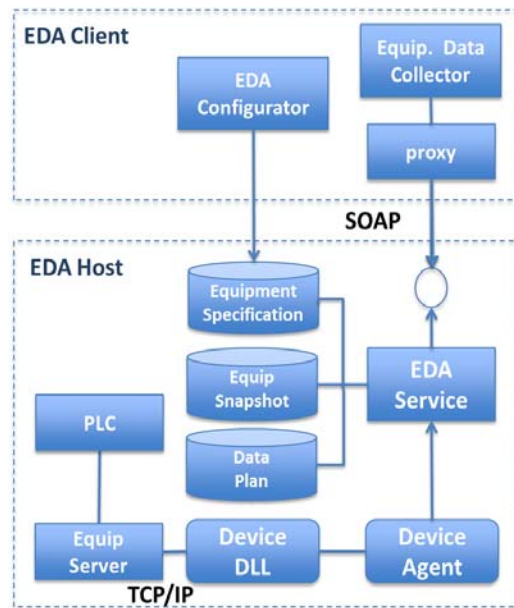 EDA Client
EDA
Configurator
Equip. Data
Collector
proxy
SOAP
EDA Host
Equipment
Specification
Equip
Snapshot
EDA
Service
PLC
Data
Plan
Equip
Server
Device
DLL
Device
Agent
TCP/IP